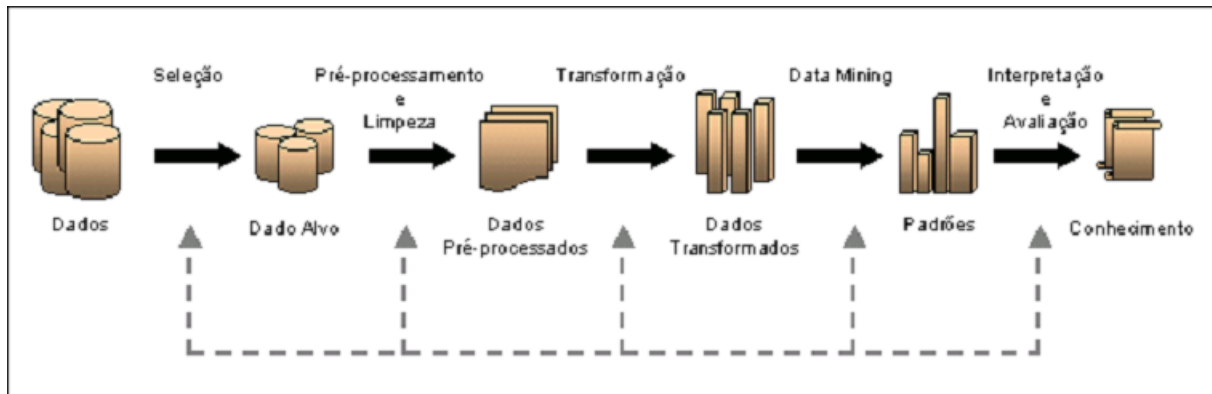 Seleção
Pré-processamento
e
Limpeza
Transformação
Data Mining
Interpretação
e
Avaliação
Dados
Dado Alvo
Dados
Pré-processados
Dados
Transformados
Padrões
Conhecimento